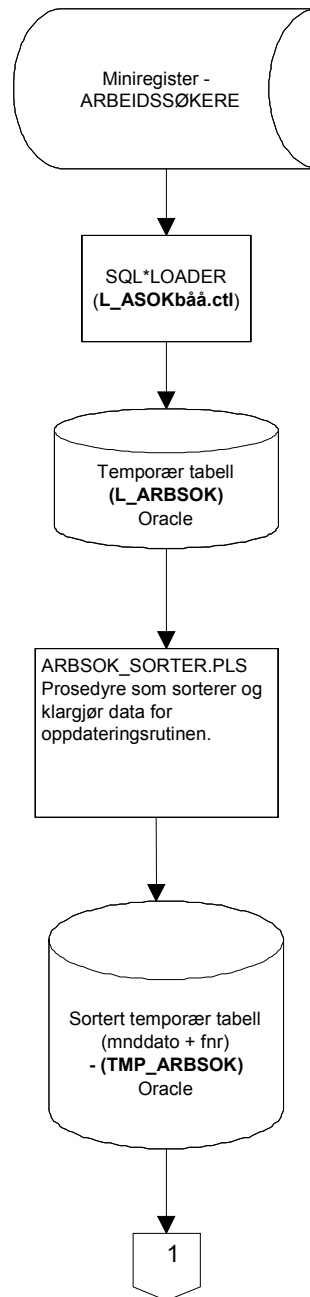 Miniregister -
ARBEIDSSØKERE
SQL*LOADER
(L_ASOKbåå.ctl)
Temporær tabell
(L_ARBSOK)
Oracle
ARBSOK_SORTER.PLS
Prosedyre som sorterer og
klargjør data for
oppdateringsrutinen.
Sortert temporær tabell
(mnddato + fnr)
- (TMP_ARBSOK)
Oracle
1